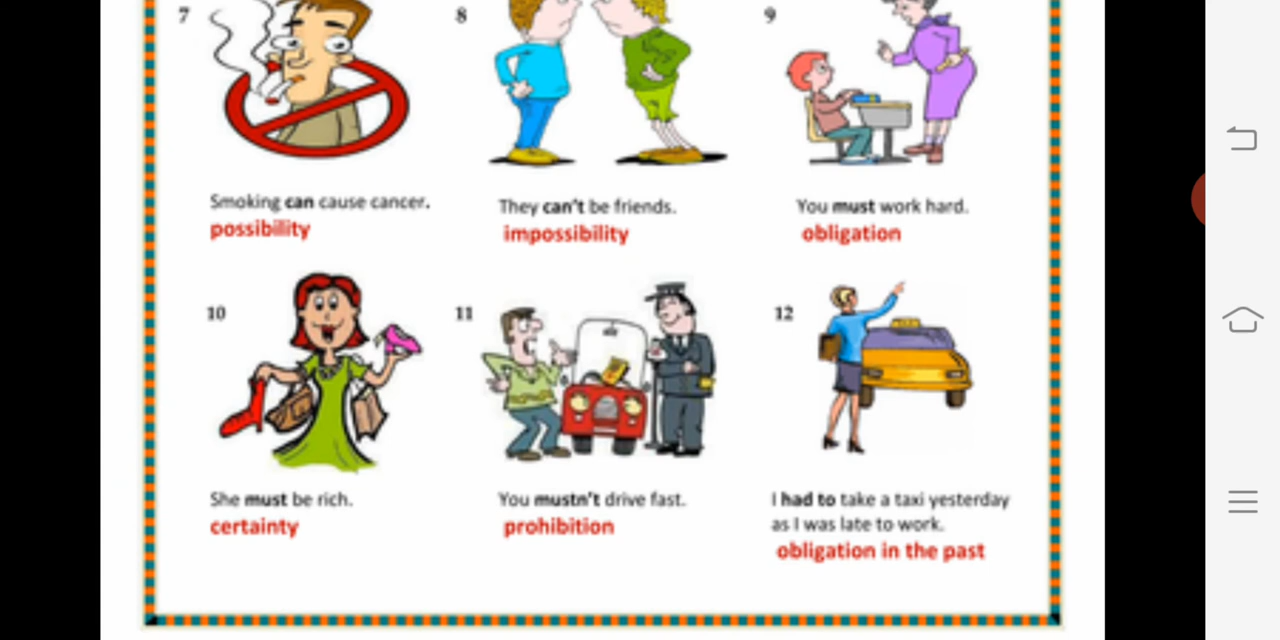 7
8
9
Smoking can cause cancer.
possibility
They can't be friends.
impossibility
You must work hard.
obligation
10
11
12
She must be rich.
certainty
You mustn't drive fast.
prohibition
I had to take a taxi yesterday
as I was late to work.
obligation in the past